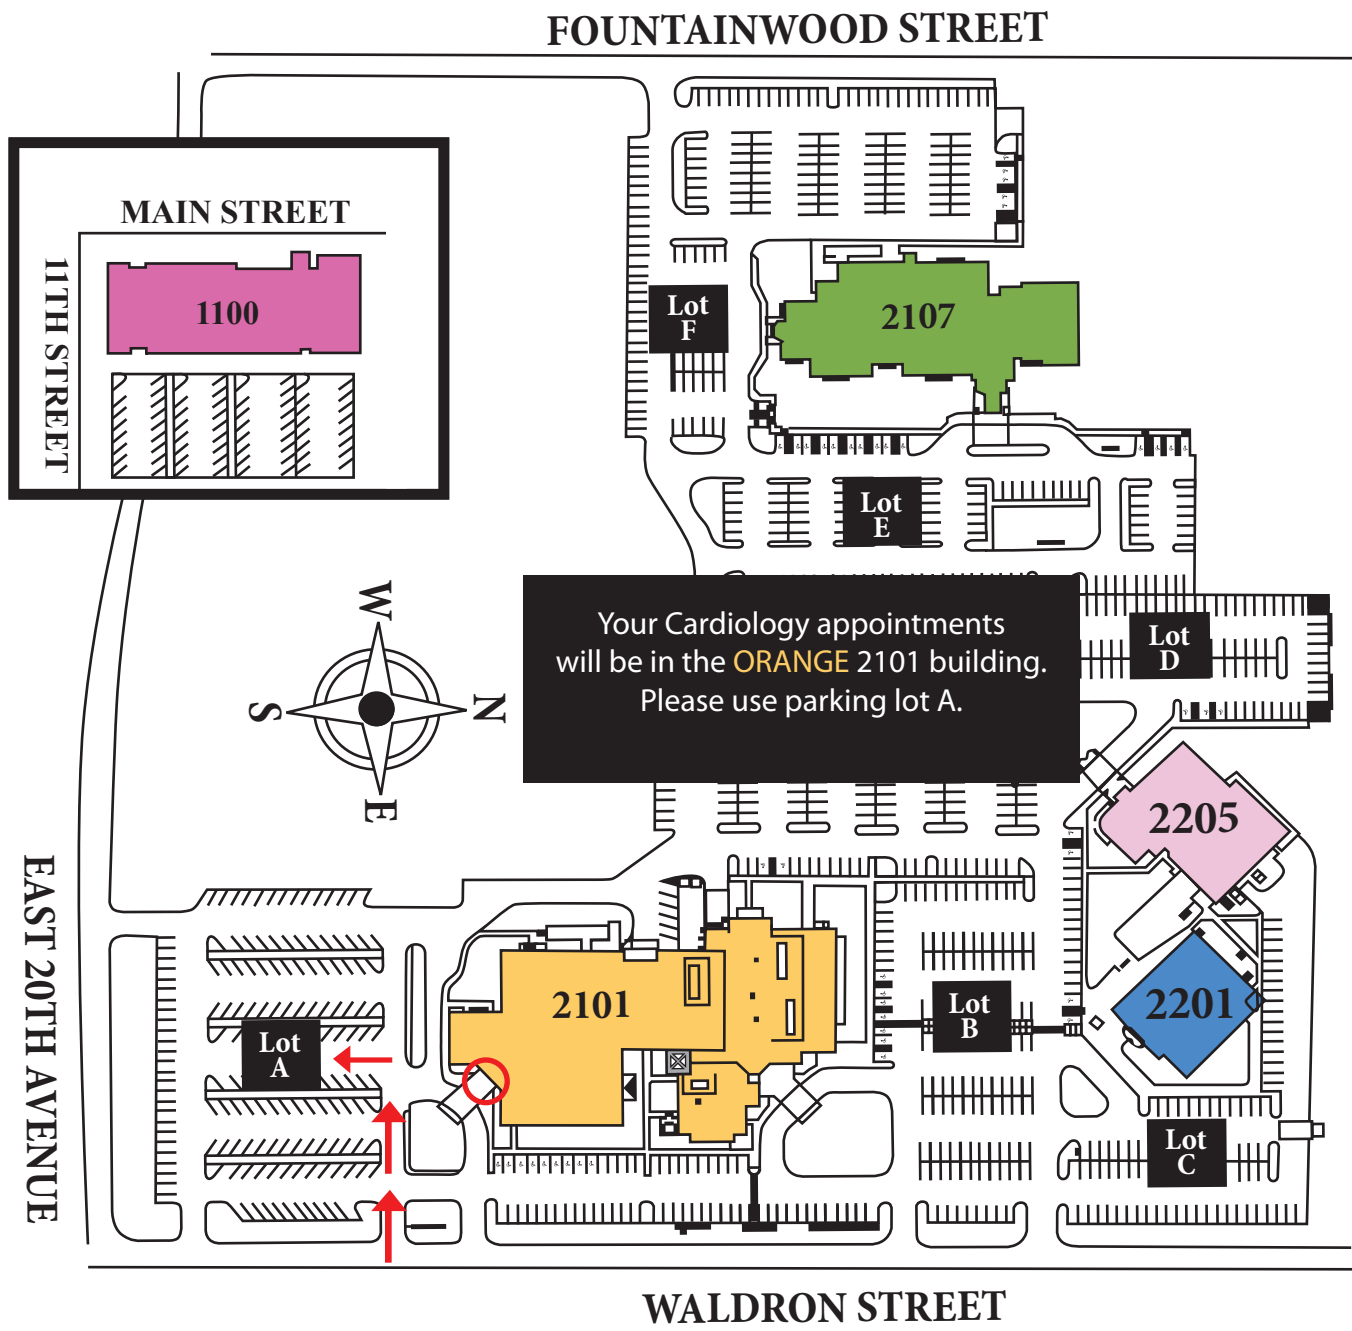 FOUNTAINWOOD STREET
MAIN STREET
11TH STREET
1100
Lot
F
2107
Lot
E
Your Cardiology appointments
will be in the ORANGE 2101 building.
Please use parking lot A.
Lot
D
W
S
N
E
2205
EAST 20TH AVENUE
2101
Lot
A
Lot
B
2201
Lot
C
WALDRON STREET